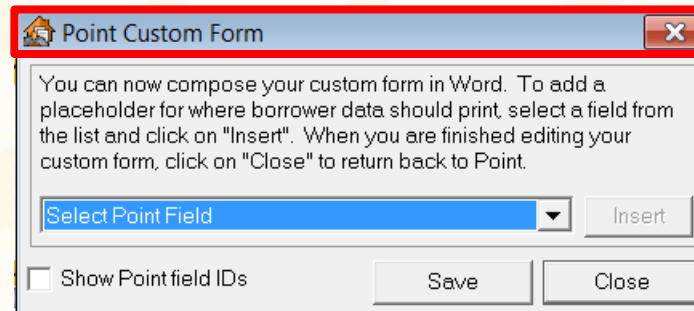 Point Custom Form
You can now compose your custom form in Word. To add a
placeholder for where borrower data should print, select a field from
the list and click on "Insert". When you are finished editing your
custom form, click on "Close" to return back to Point.
Select Point Field
Insert
Show Point field IDs
Save
Close